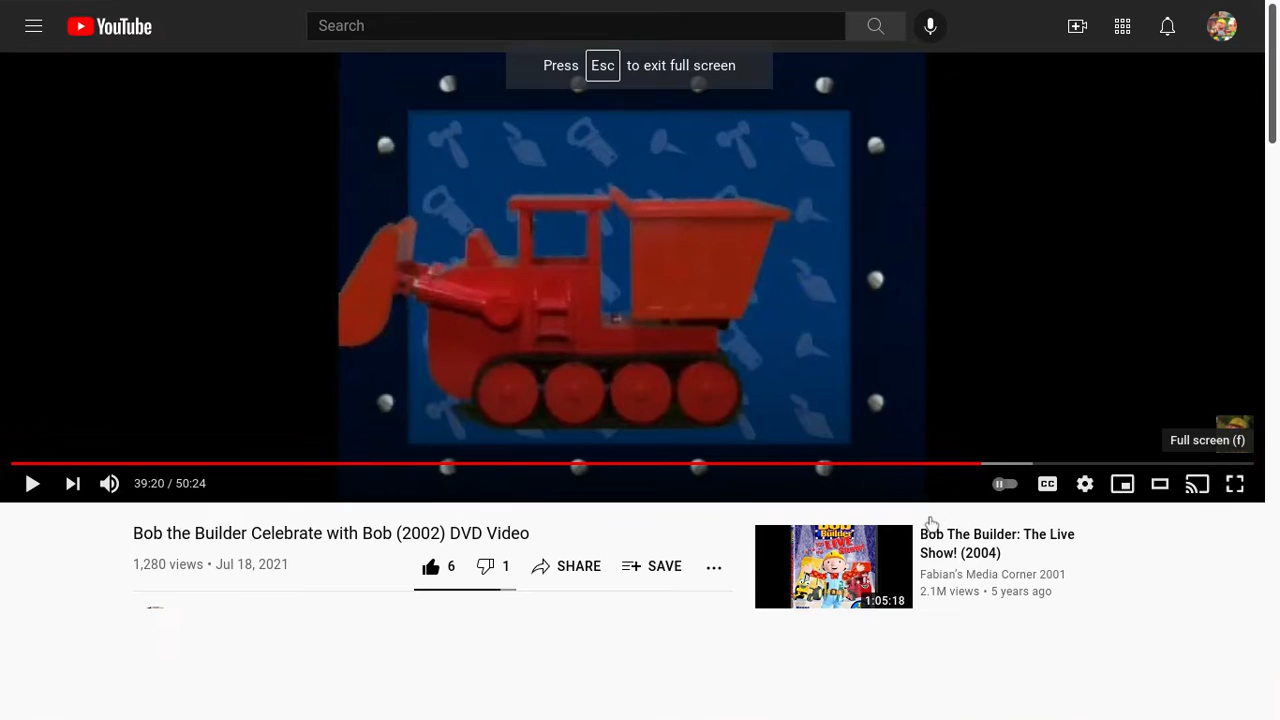 YouTube
Search
Press Esc to exit full screen
Full screen (f)
39:20 / 50:24
CC
Bob the Builder Celebrate with Bob (2002) DVD Video
1,280 views • Jul 18, 2021
6
1
SHARE
SAVE
Bob The Builder: The Live
Show! (2004)
Fabian's Media Corner 2001
2.1M views • 5 years ago
1:05:18